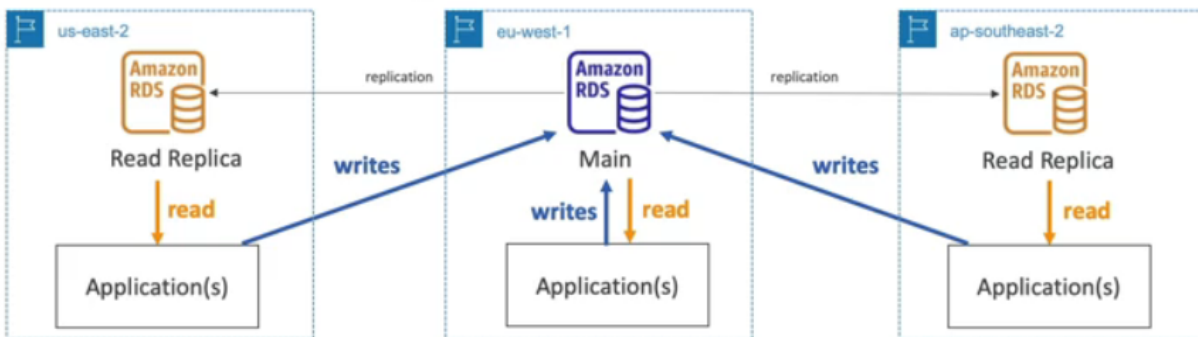 us-east-2
eu-west-1
ap-southeast-2
Amazon
RDS
replication
Amazon
RDS
replication
Amazon
RDS
Read Replica
writes
Main
writes
Read Replica
read
writes
read
read
Application(s)
Application(s)
Application(s)